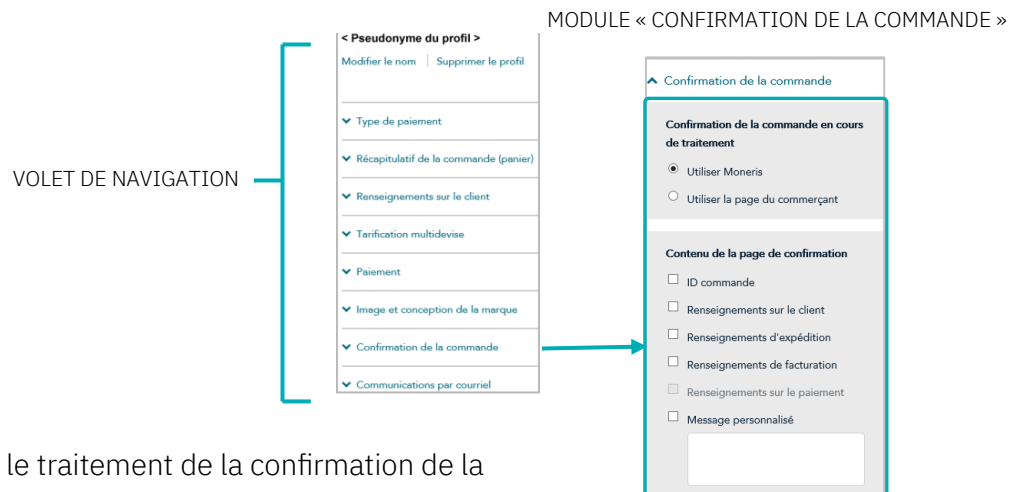 MODULE « CONFIRMATION DE LA COMMANDE »
< Pseudonyme du profil >
Modifier le nom | Supprimer le profil
Type de paiement
Récapitulatif de la commande (panier)
VOLET DE NAVIGATION
Renseignements sur le client
Tarification multidevise
Paiement
Image et conception de la marque
Confirmation de la commande
Communications par courriel
Confirmation de la commande
Confirmation de la commande en cours
de traitement
Utiliser Moneris
Utiliser la page du commerçant
Contenu de la page de confirmation
ID commande
Renseignements sur le client
Renseignements d'expédition
Renseignements de facturation
Renseignements sur le paiement
Message personnalisé
le traitement de la confirmation de la